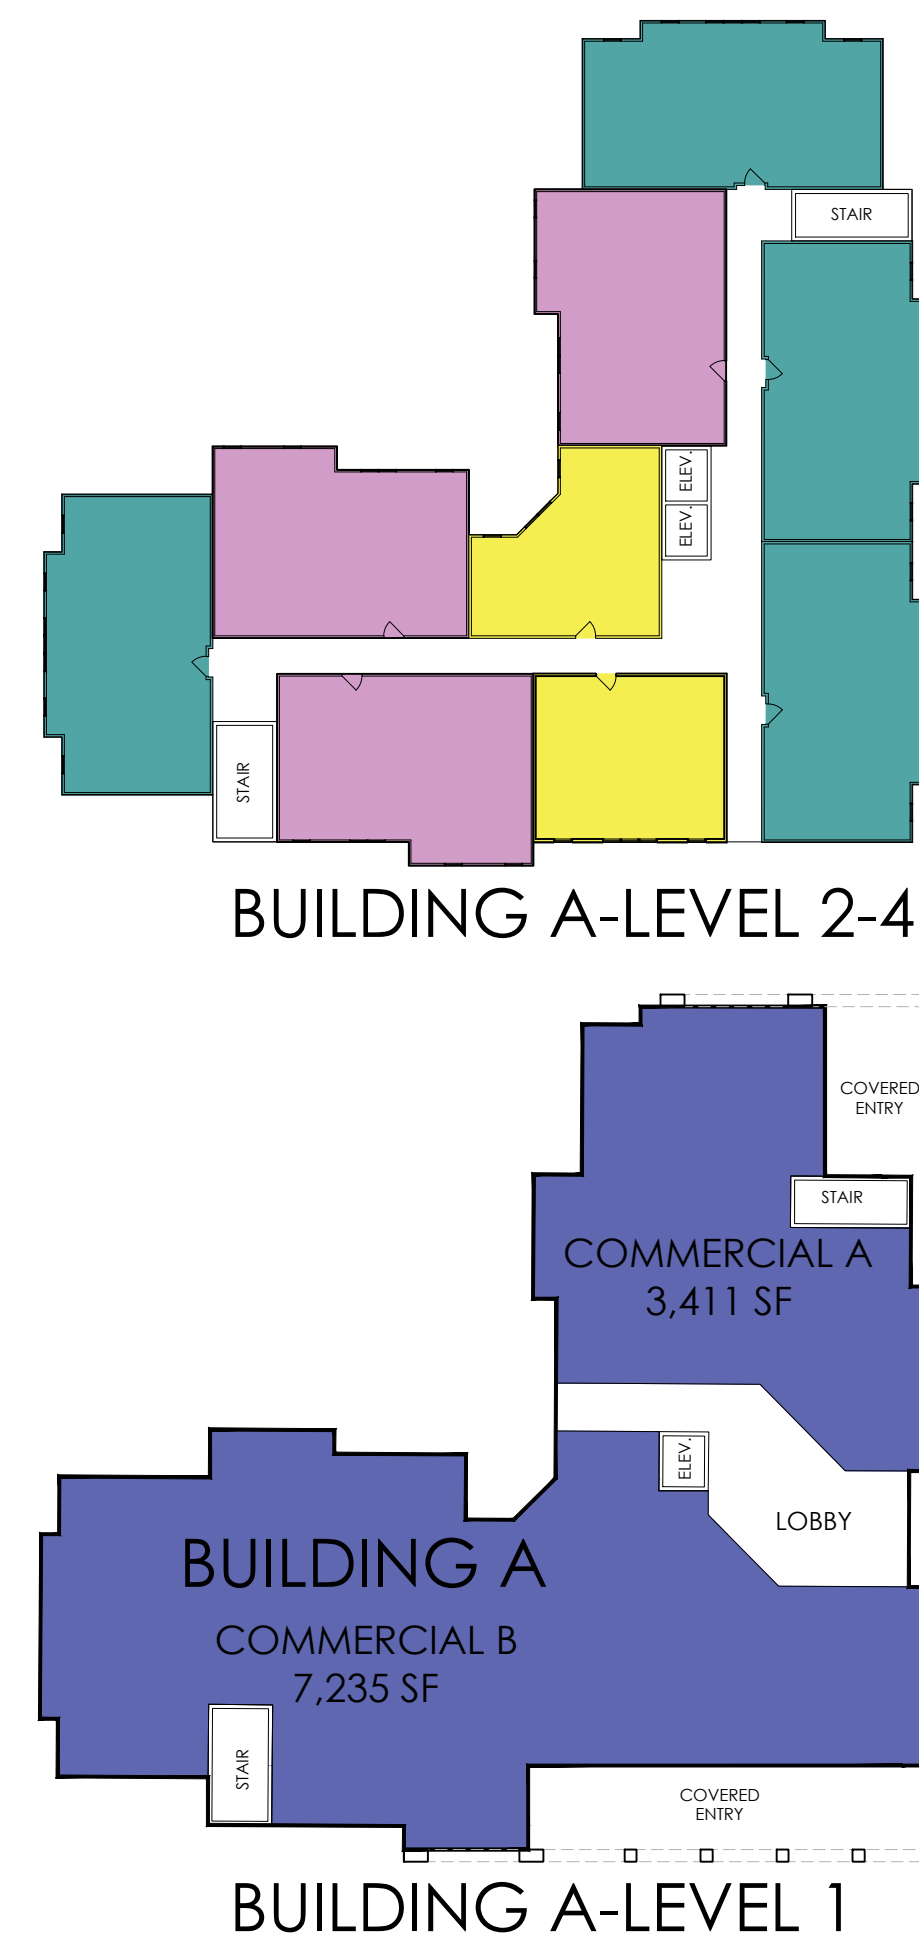 STAIR
ELEV.
ELEV.
STAIR
BUILDING A-LEVEL 2-4
COVERED
ENTRY
STAIR
COMMERCIAL A
3,411 SF
ELEV.
LOBBY
BUILDING A
COMMERCIAL B
7,235 SF
STAIR
COVERED
ENTRY
BUILDING A-LEVEL 1